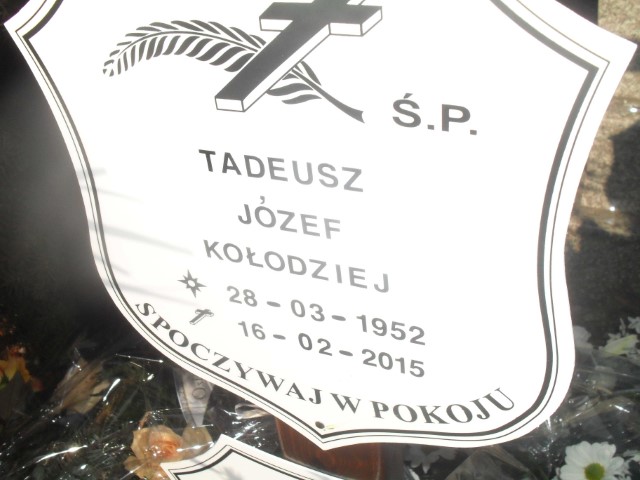 Ś.P.
TADEUSZ
JÓZEF
KOŁODZIEJ
28-03-1952
16-02-2015
SPOCZYWAJ W POKOJU